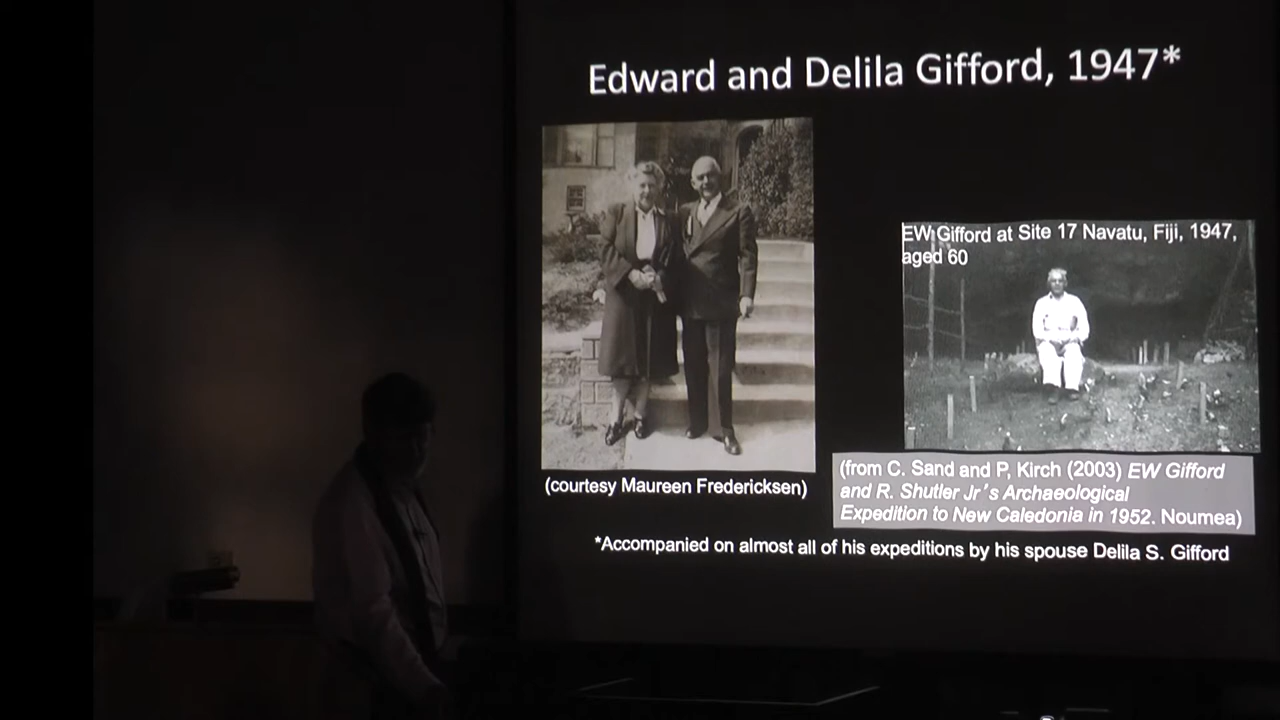 Edward and Delila Gifford, 1947*
EW Gifford at Site 17 Navatu, Fiji, 1947,
aged 60
(courtesy Maureen Fredericksen)
(from C. Sand and P, Kirch (2003) EW Gifford
and R. Shutler Jr’s Archaeological
Expedition to New Caledonia in 1952. Noumea)
*Accompanied on almost all of his expeditions by his spouse Delila S. Gifford